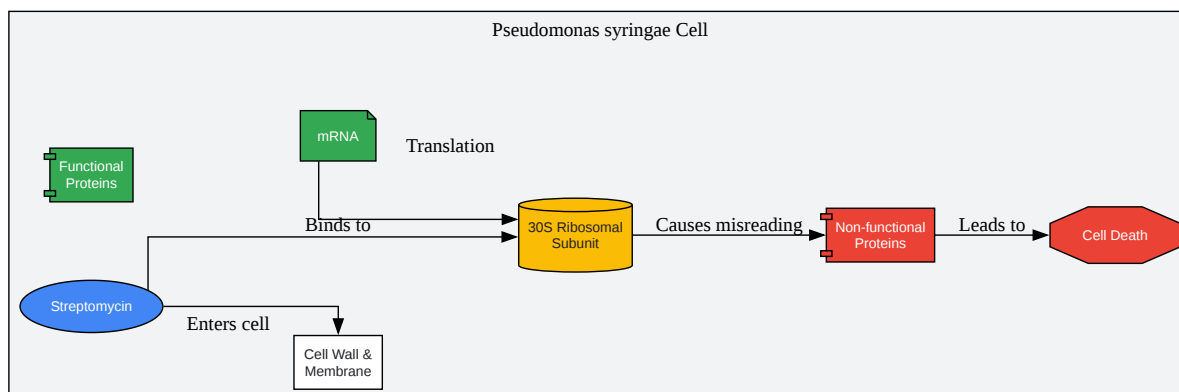 Pseudomonas syringae Cell
mRNA
Translation
Functional
Proteins
Binds to
30S Ribosomal
Subunit
Causes misreading
Non-functional
Proteins
Leads to
Cell Death
Streptomycin
Enters cell
Cell Wall &
Membrane